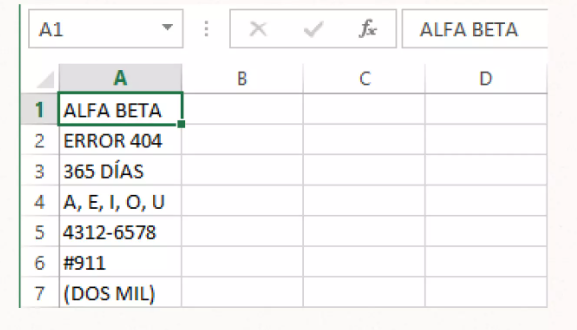 A1 fx ALFA BETA
A B C D
1 ALFA BETA
2 ERROR 404
3 365 DÍAS
4 A, E, I, O, U
5 4312-6578
6 #911
7 (DOS MIL)